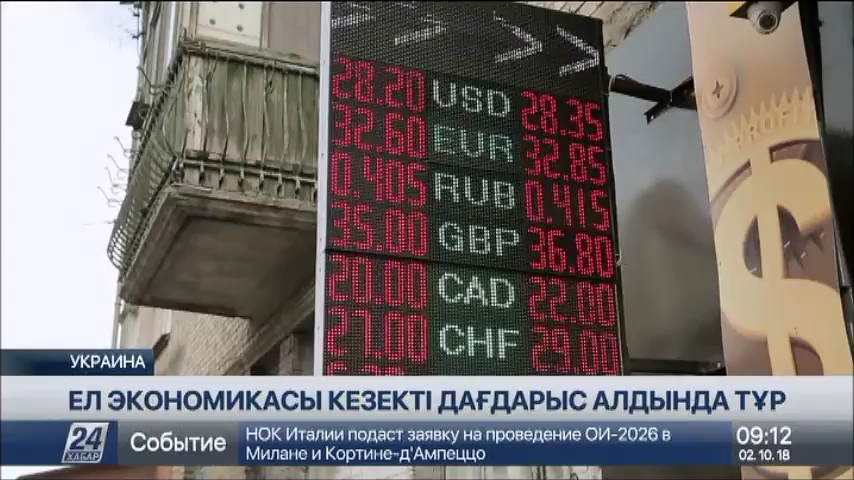 28.20 USD 28.35
32.60 EUR 32.85
0.405 RUB 0.415
35.00 GBP 36.80
20.00 CAD 22.00
27.00 CHF 29.00
PROFIT
УКРАИНА
ЕЛ ЭКОНОМИКАСЫ КЕЗЕКТІ ДАҒДАРЫС АЛДЫНДА ТҰР
24
ХАБАР
Событие
НОК Италии подаст заявку на проведение ОИ-2026 в
Милане и Кортине-д'Ампеццо
09:12
02.10.18